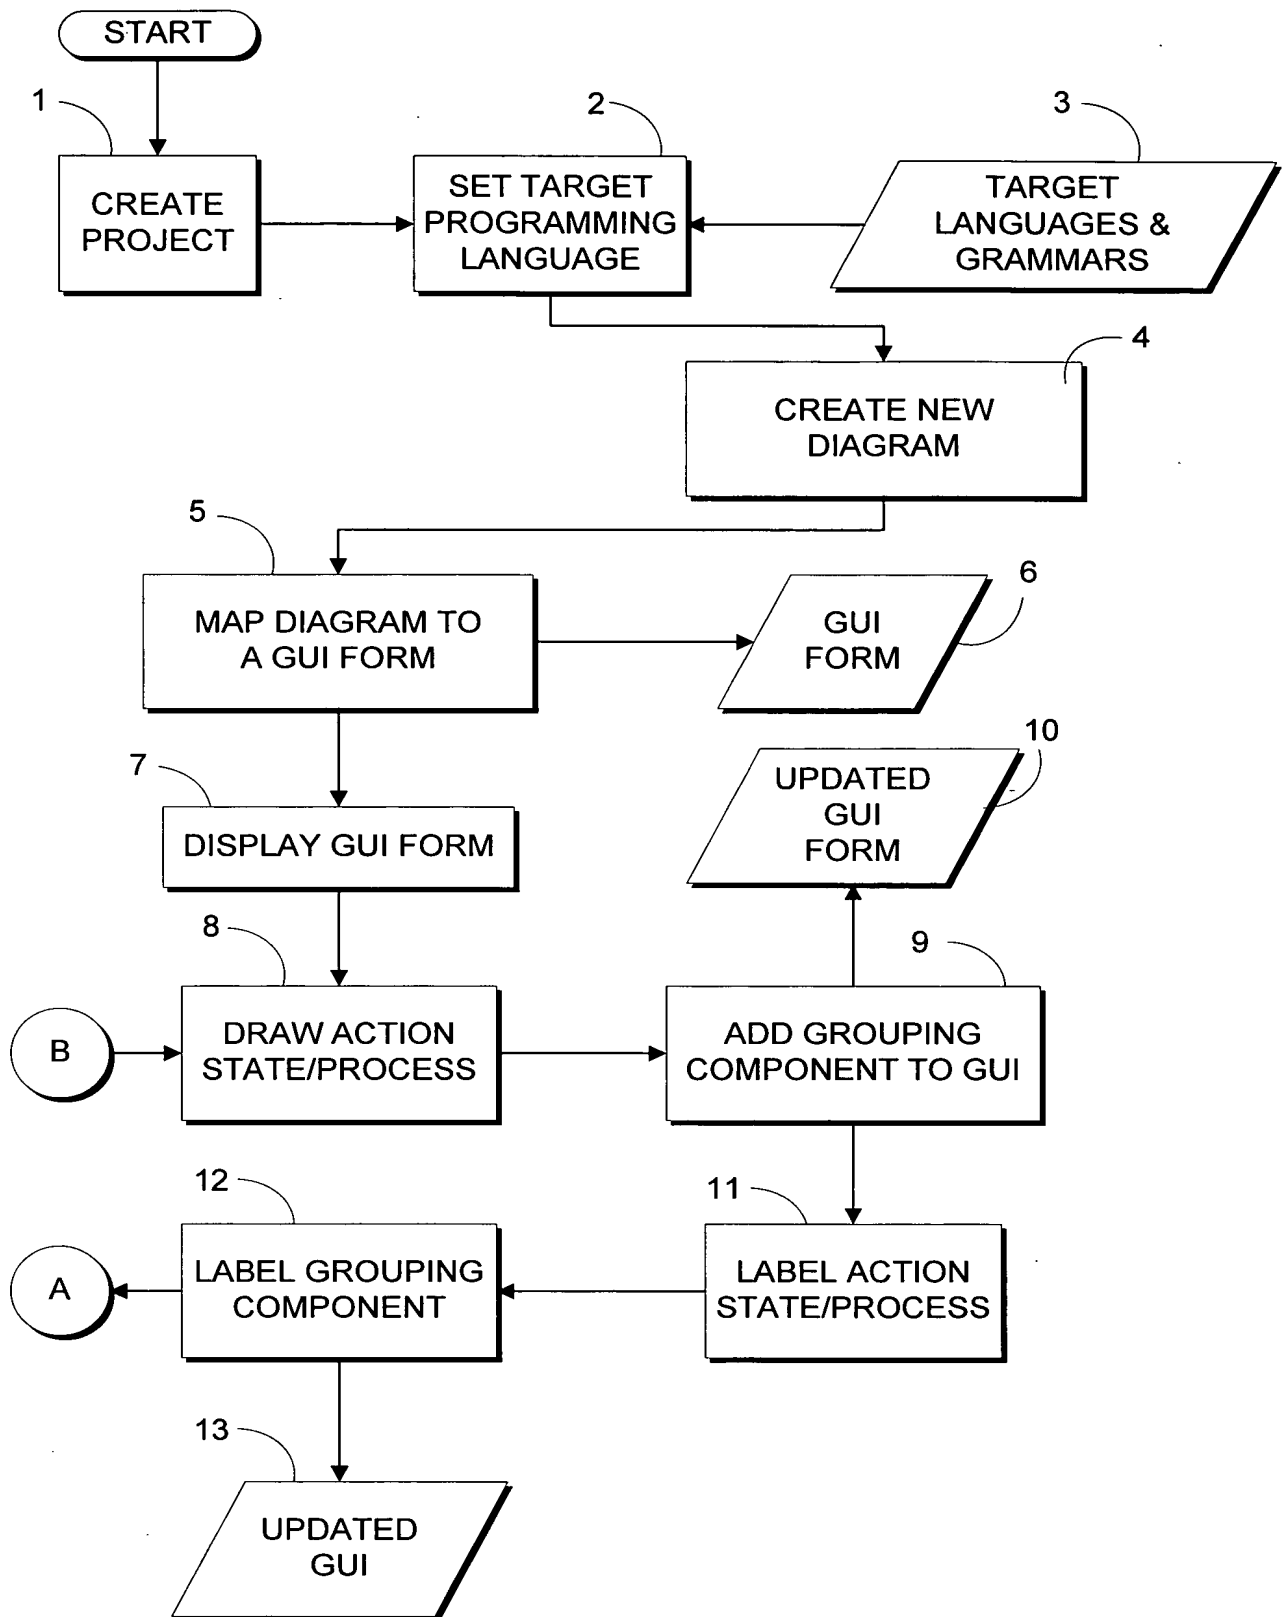 START
1
CREATE
PROJECT
2
SET TARGET
PROGRAMMING
LANGUAGE
3
TARGET
LANGUAGES &
GRAMMARS
4
CREATE NEW
DIAGRAM
5
MAP DIAGRAM TO
A GUI FORM
6
GUI
FORM
7
DISPLAY GUI FORM
10
UPDATED
GUI
FORM
8
B
DRAW ACTION
STATE/PROCESS
9
ADD GROUPING
COMPONENT TO GUI
12
A
LABEL GROUPING
COMPONENT
11
LABEL ACTION
STATE/PROCESS
13
UPDATED
GUI